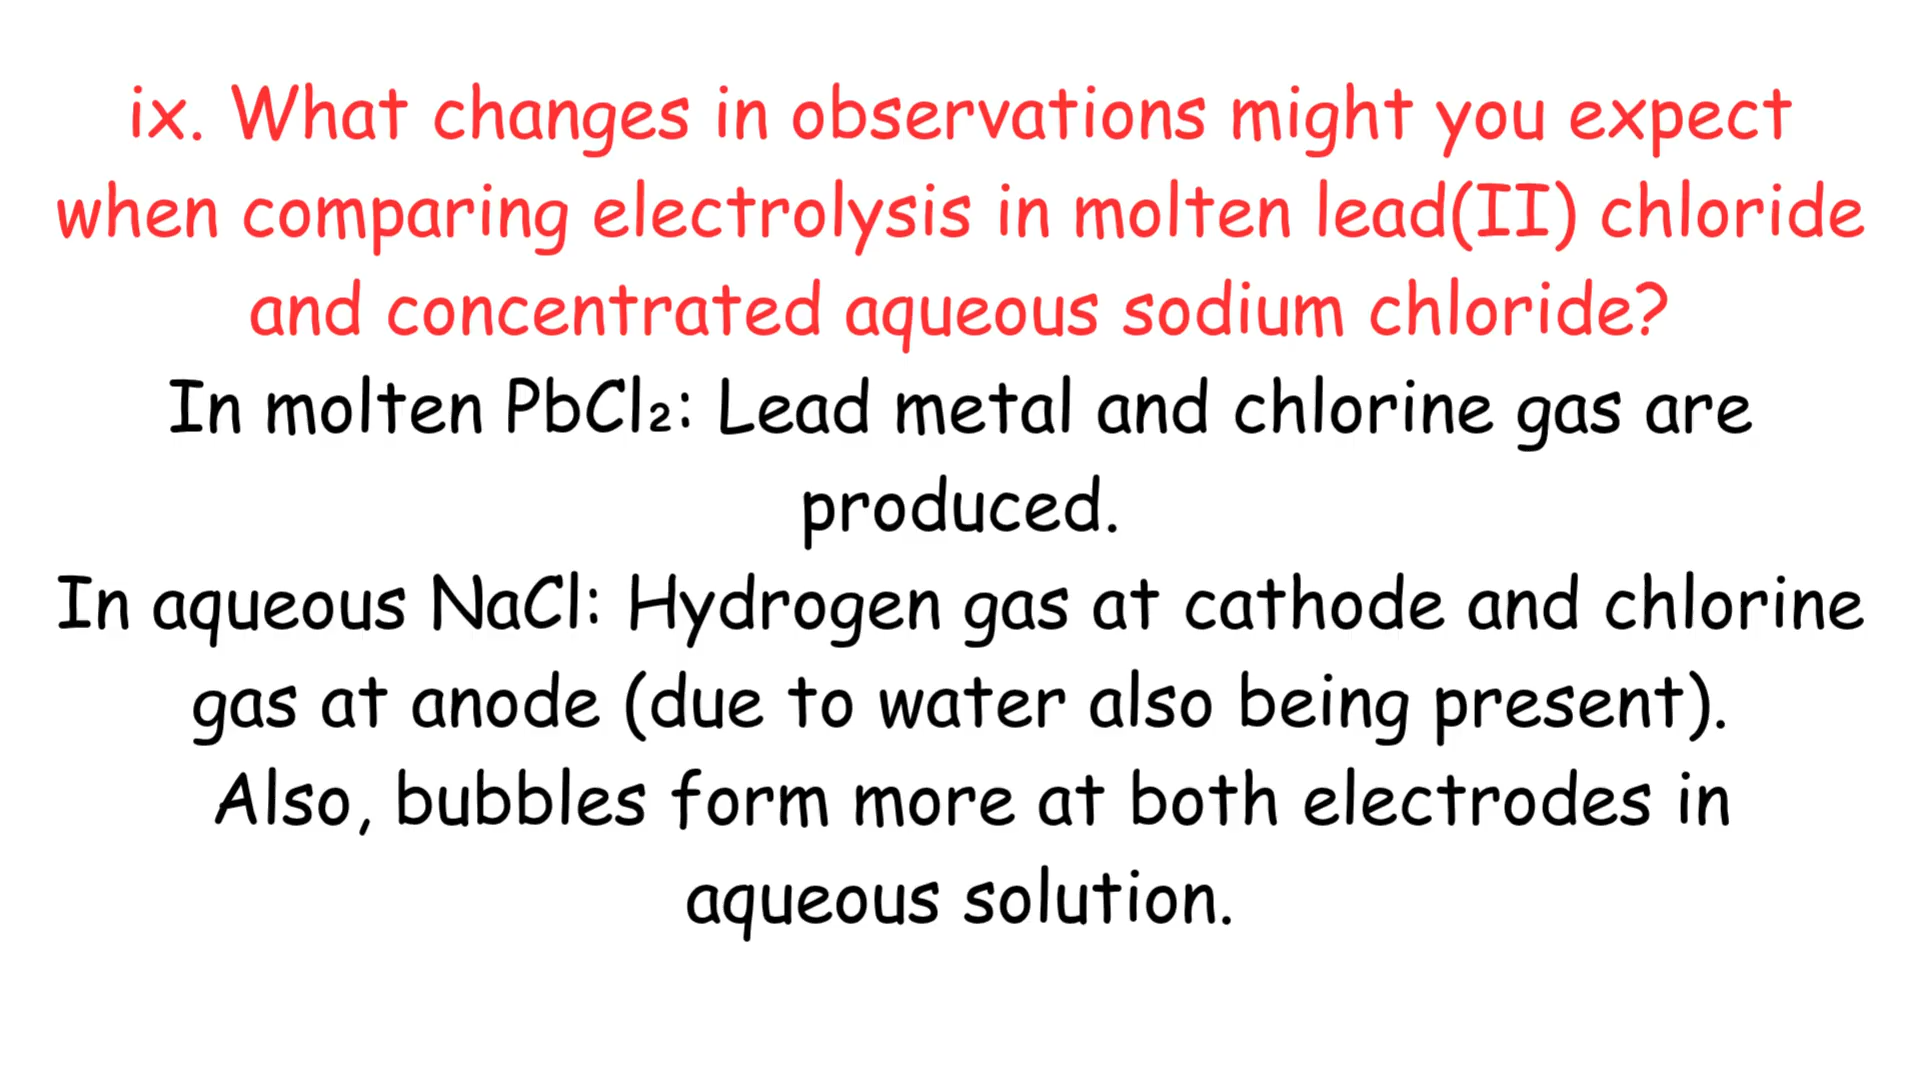 ix. What changes in observations might you expect
when comparing electrolysis in molten lead(II) chloride
and concentrated aqueous sodium chloride?
In molten PbCl₂: Lead metal and chlorine gas are
produced.
In aqueous NaCl: Hydrogen gas at cathode and chlorine
gas at anode (due to water also being present).
Also, bubbles form more at both electrodes in
aqueous solution.